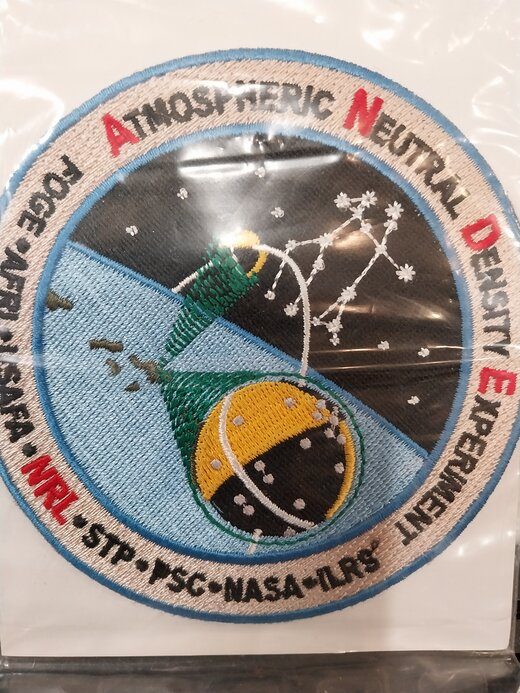 ATMOSPHERIC NEUTRAL DENSITY EXPERIMENT
FOGE • AFRL • USAFA • NRL • STP • PSC • NASA • ILRS